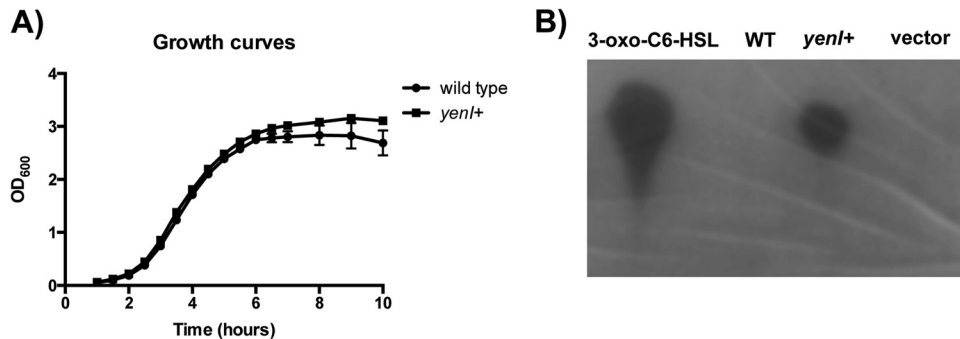 A)
Growth curves
4
3
2
1
0
OD600
0 2 4 6 8 10
Time (hours)
wild type
yenI+
B)
3-oxo-C6-HSL WT yenI+ vector